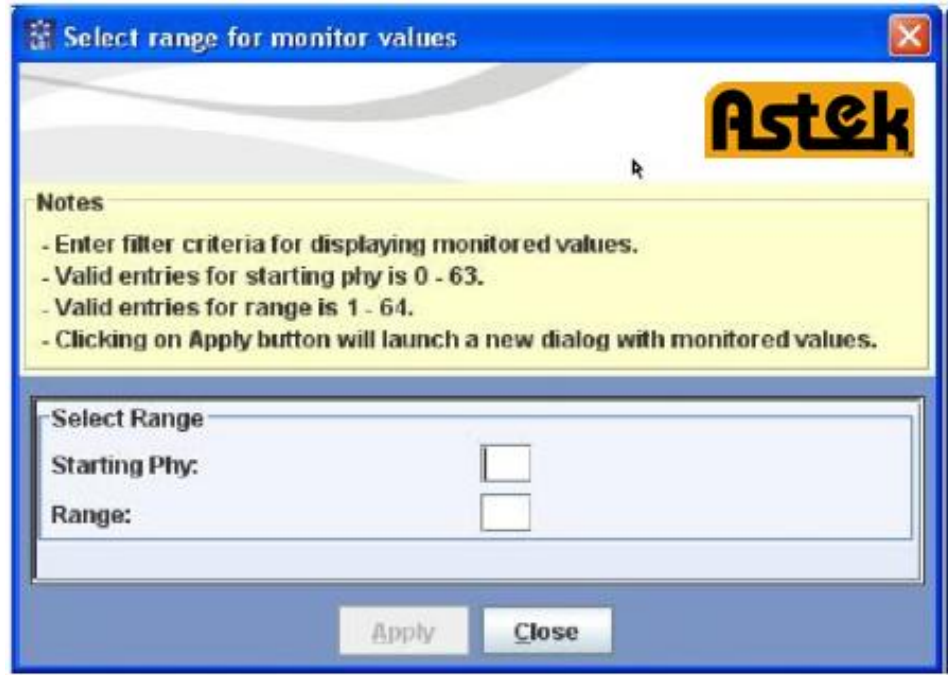 Select range for monitor values
Astek
Notes
- Enter filter criteria for displaying monitored values.
- Valid entries for starting phy is 0 - 63.
- Valid entries for range is 1 - 64.
- Clicking on Apply button will launch a new dialog with monitored values.
Select Range
Starting Phy:
Range:
Apply Close